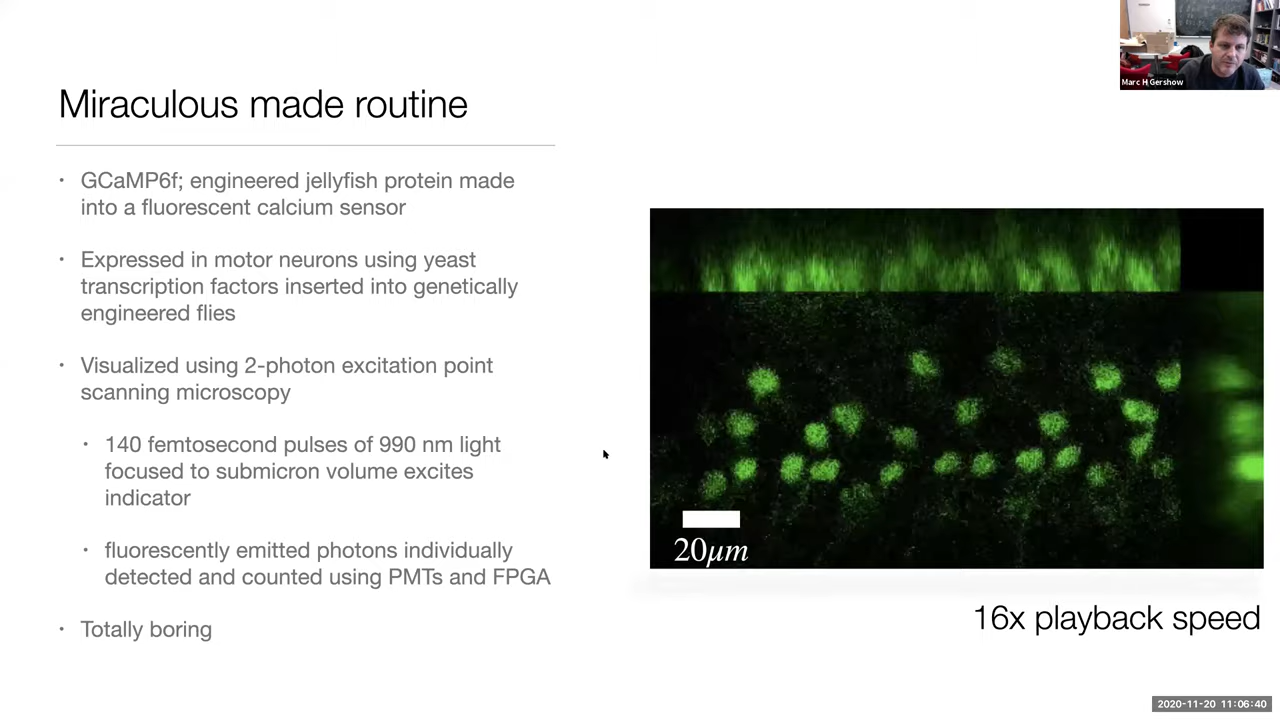 Miraculous made routine
• GCaMP6f; engineered jellyfish protein made
into a fluorescent calcium sensor
• Expressed in motor neurons using yeast
transcription factors inserted into genetically
engineered flies
• Visualized using 2-photon excitation point
scanning microscopy
• 140 femtosecond pulses of 990 nm light
focused to submicron volume excites
indicator
• fluorescently emitted photons individually
detected and counted using PMTs and FPGA
• Totally boring
20μm
16x playback speed
Marc H Gershow
2020-11-20 11:06:40